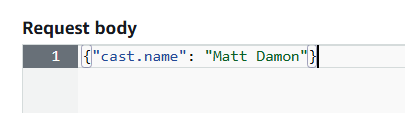 Request body
1 {"cast.name": "Matt Damon"}